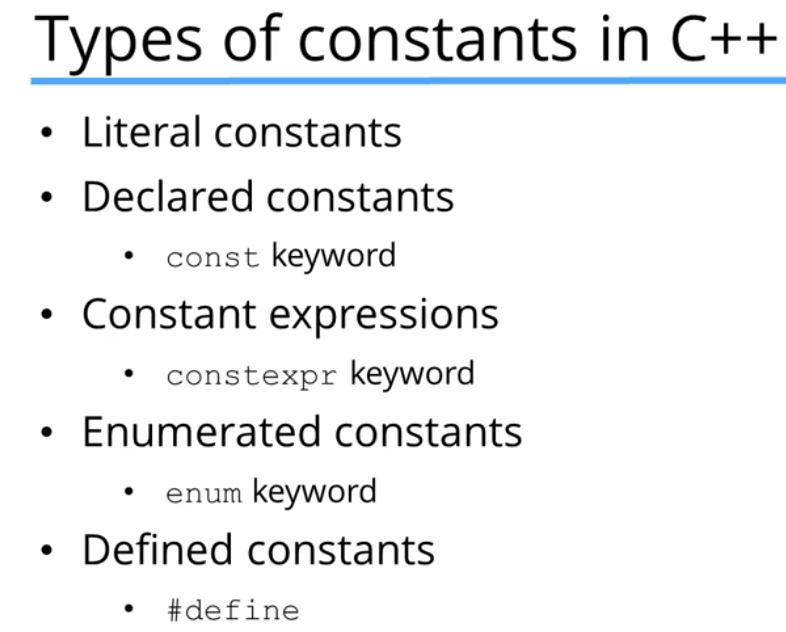 Types of constants in C++
• Literal constants
• Declared constants
• const keyword
• Constant expressions
• constexpr keyword
• Enumerated constants
• enum keyword
• Defined constants
• #define